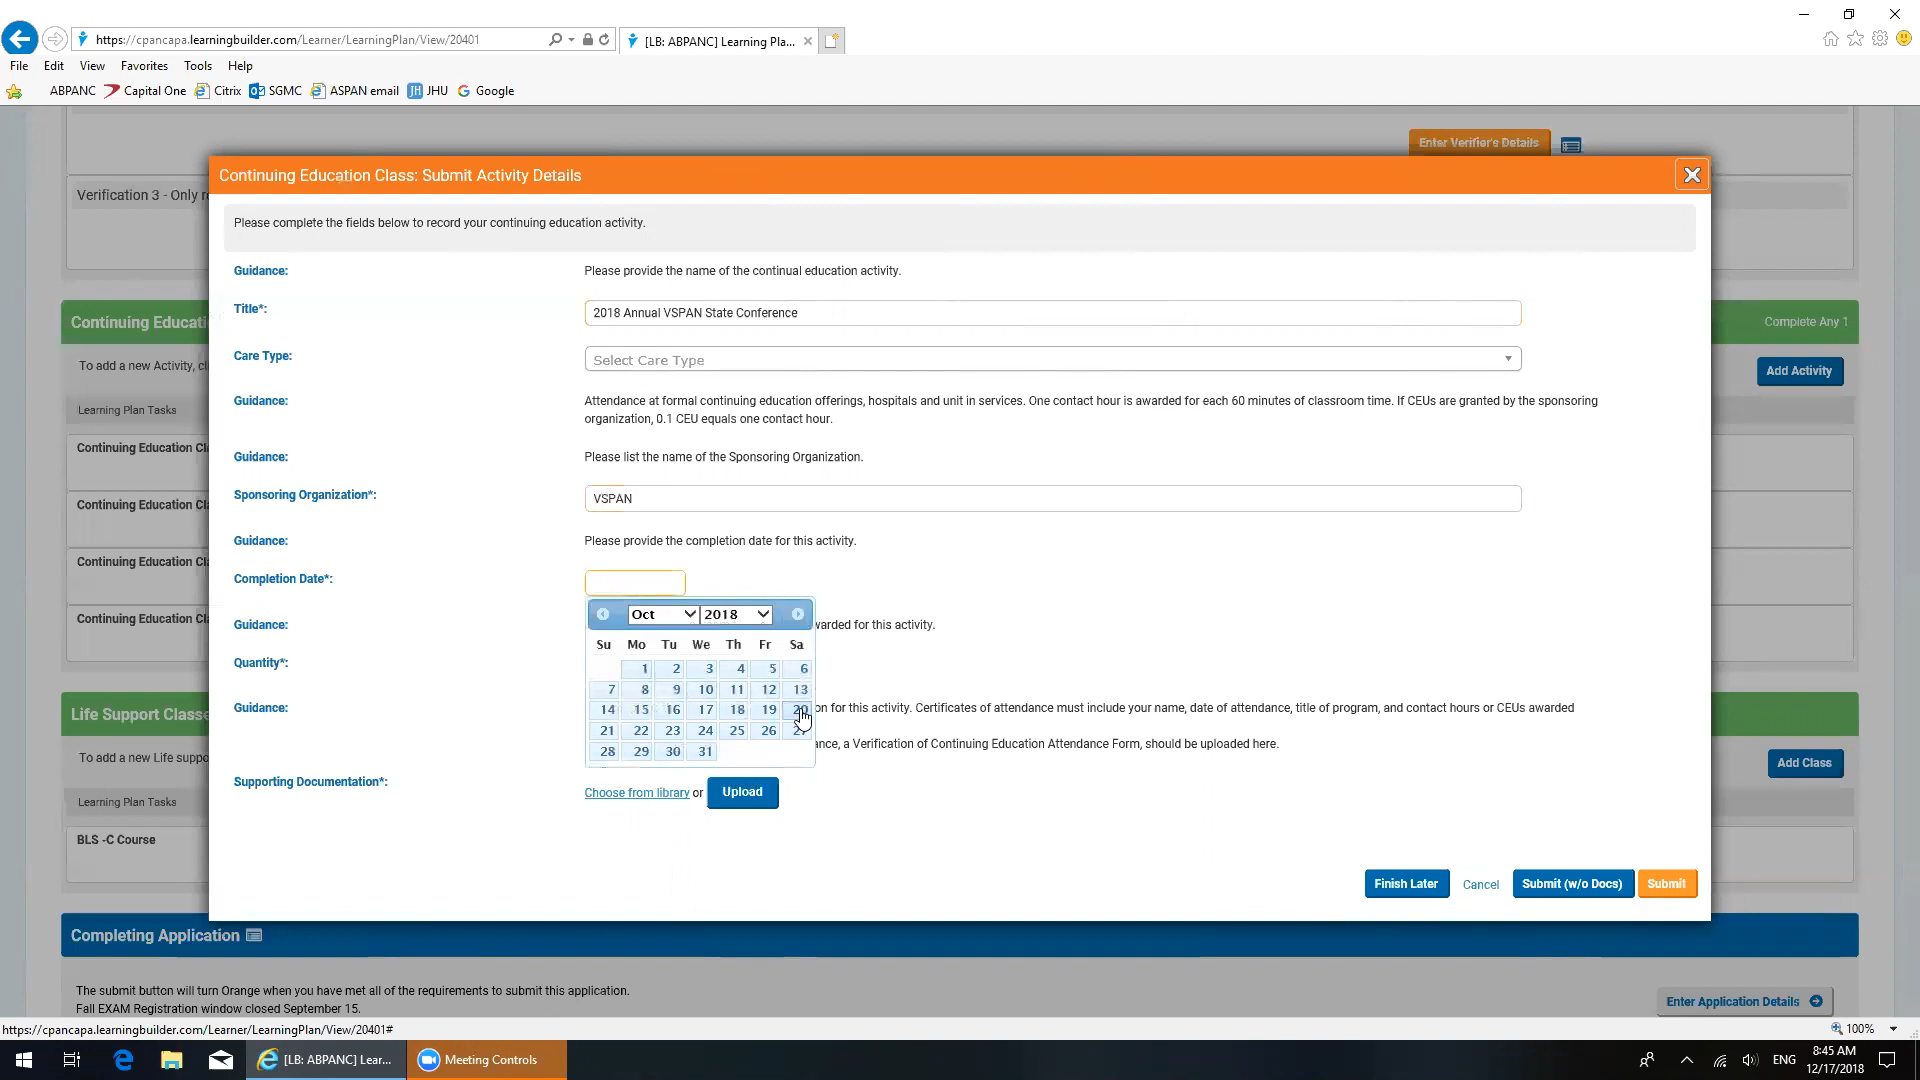 https://cpancapa.learningbuilder.com/Learner/LearningPlan/View/20401
[LB: ABPANC] Learning Pla...
File Edit View Favorites Tools Help
ABPANC Capital One Citrix SGMC ASPAN email JHU Google
Enter Verifier's Details
Continuing Education Class: Submit Activity Details
Verification 3 - Only r
Please complete the fields below to record your continuing education activity.
Guidance: Please provide the name of the continual education activity.
Title*: 2018 Annual VSPAN State Conference
Continuing Educati
Complete Any 1
Care Type: Select Care Type
To add a new Activity, cl
Add Activity
Guidance: Attendance at formal continuing education offerings, hospitals and unit in services. One contact hour is awarded for each 60 minutes of classroom time. If CEUs are granted by the sponsoring
organization, 0.1 CEU equals one contact hour.
Learning Plan Tasks
Continuing Education Cl
Guidance: Please list the name of the Sponsoring Organization.
Sponsoring Organization*: VSPAN
Continuing Education Cl
Guidance: Please provide the completion date for this activity.
Continuing Education Cl
Completion Date*:
Oct 2018
Continuing Education Cl
Guidance: warded for this activity.
Su Mo Tu We Th Fr Sa
Quantity*:
1 2 3 4 5 6
7 8 9 10 11 12 13
14 15 16 17 18 19 20
21 22 23 24 25 26 27
28 29 30 31
Life Support Classe
Guidance: on for this activity. Certificates of attendance must include your name, date of attendance, title of program, and contact hours or CEUs awarded
ance, a Verification of Continuing Education Attendance Form, should be uploaded here.
To add a new Life suppo
Add Class
Supporting Documentation*: Choose from library or Upload
Learning Plan Tasks
BLS -C Course
Finish Later Cancel Submit (w/o Docs) Submit
Completing Application
The submit button will turn Orange when you have met all of the requirements to submit this application.
Fall EXAM Registration window closed September 15.
Enter Application Details
https://cpancapa.learningbuilder.com/Learner/LearningPlan/View/20401#
100%
[LB: ABPANC] Lear...
Meeting Controls
ENG
8:45 AM
12/17/2018